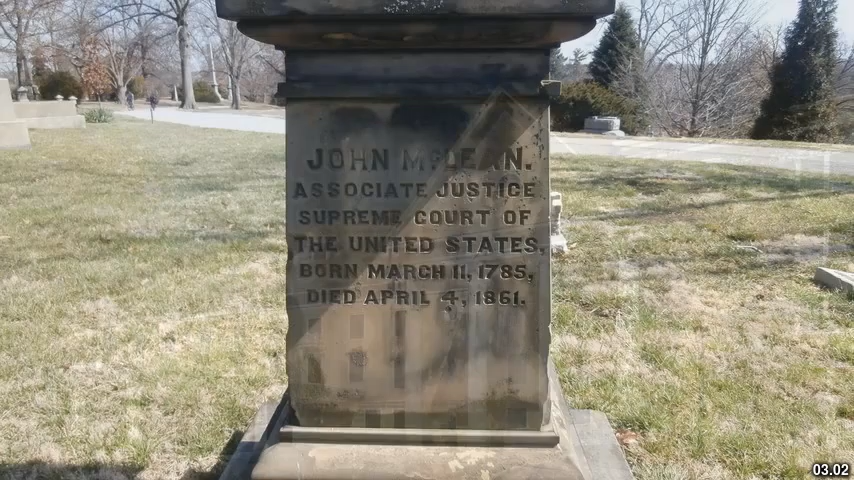 JOHN McLEAN.
ASSOCIATE JUSTICE
SUPREME COURT OF
THE UNITED STATES,
BORN MARCH 11, 1785,
DIED APRIL 4, 1861.
03.02